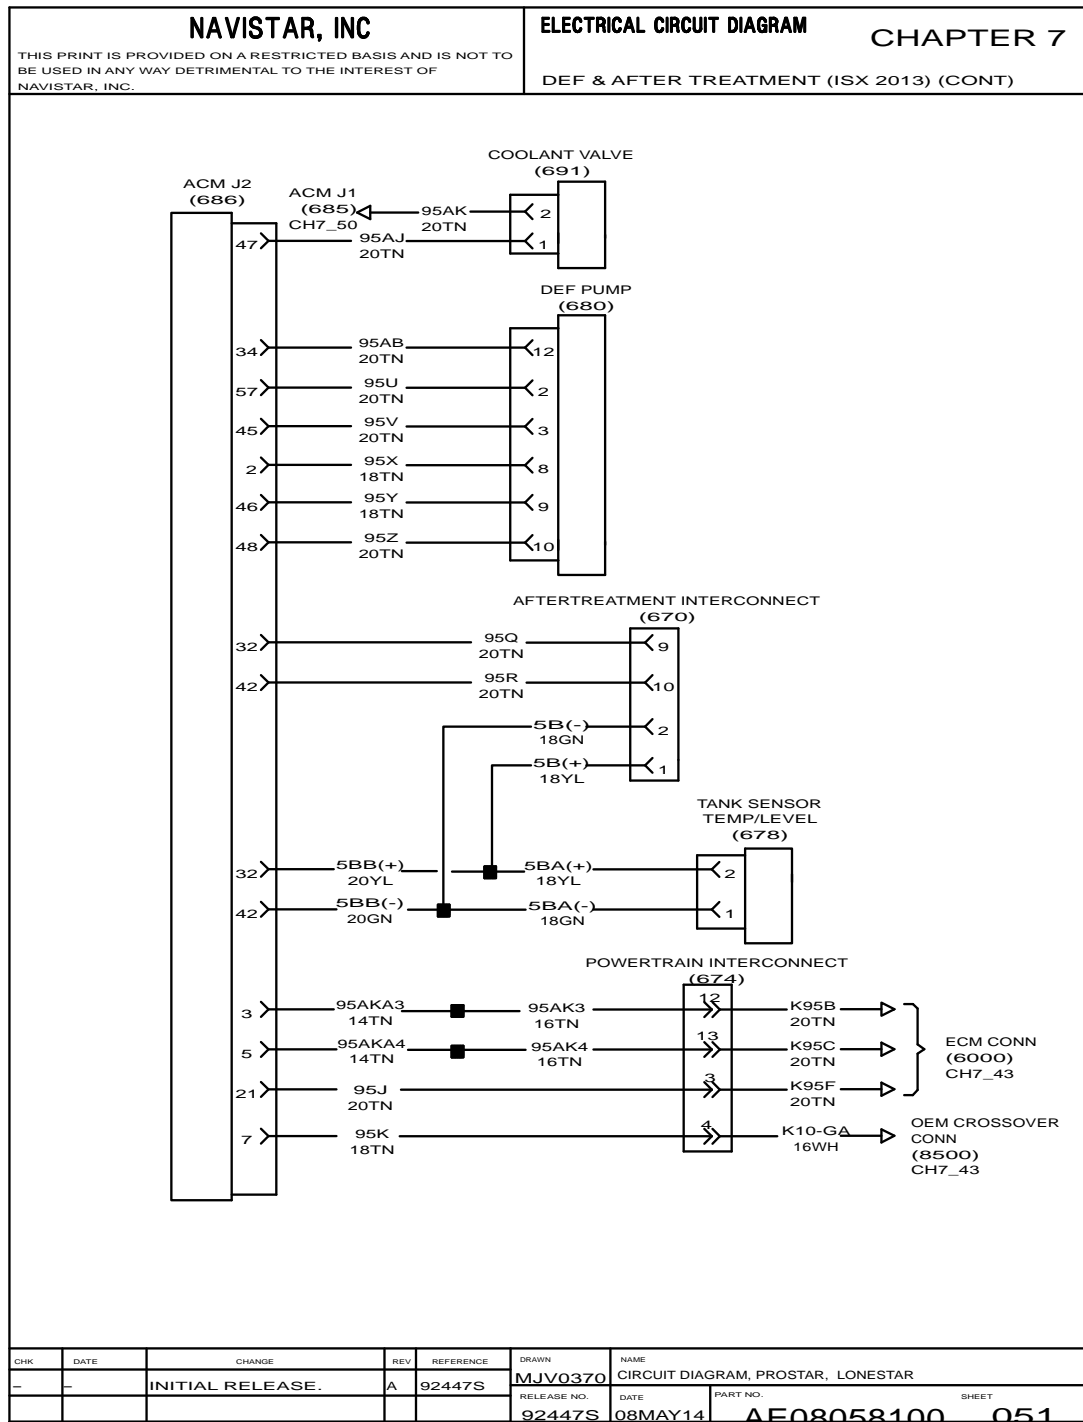 NAVISTAR, INC
THIS PRINT IS PROVIDED ON A RESTRICTED BASIS AND IS NOT TO
BE USED IN ANY WAY DETRIMENTAL TO THE INTEREST OF
NAVISTAR, INC.
ELECTRICAL CIRCUIT DIAGRAM
CHAPTER 7
DEF & AFTER TREATMENT (ISX 2013) (CONT)
COOLANT VALVE
(691)
ACM J2
(686)
ACM J1
(685)
CH7_50
95AK
20TN
2
47
95AJ
20TN
1
DEF PUMP
(680)
34
95AB
20TN
12
57
95U
20TN
2
45
95V
20TN
3
2
95X
18TN
8
46
95Y
18TN
9
48
95Z
20TN
10
AFTERTREATMENT INTERCONNECT
(670)
32
95Q
20TN
9
42
95R
20TN
10
5B(-)
18GN
2
5B(+)
18YL
1
TANK SENSOR
TEMP/LEVEL
(678)
32
5BB(+)
20YL
5BA(+)
18YL
2
42
5BB(-)
20GN
5BA(-)
18GN
1
POWERTRAIN INTERCONNECT
(674)
3
95AKA3
14TN
95AK3
16TN
12
K95B
20TN
5
95AKA4
14TN
95AK4
16TN
13
K95C
20TN
ECM CONN
(6000)
CH7_43
21
95J
20TN
3
K95F
20TN
7
95K
18TN
4
K10-GA
16WH
OEM CROSSOVER
CONN
(8500)
CH7_43
CHK DATE CHANGE REV REFERENCE
- - INITIAL RELEASE. A 92447S
DRAWN
MJV0370
NAME
CIRCUIT DIAGRAM, PROSTAR, LONESTAR
RELEASE NO.
92447S
DATE
08MAY14
PART NO.
AE08058100
SHEET
051